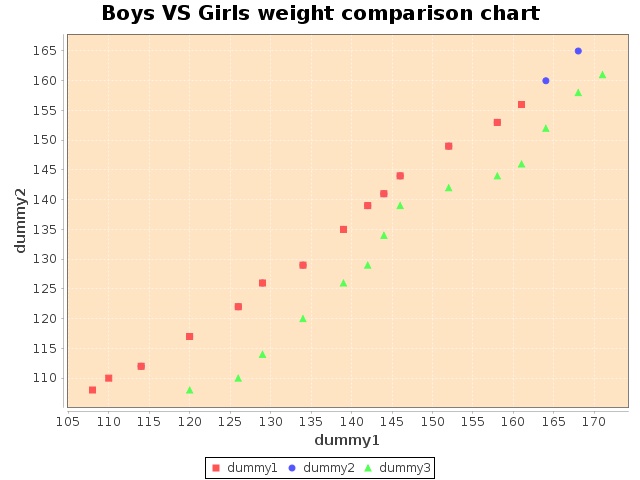 Boys VS Girls weight comparison chart
dummy2
165
160
155
150
145
140
135
130
125
120
115
110
105 110 115 120 125 130 135 140 145 150 155 160 165 170
dummy1
dummy1 dummy2 dummy3